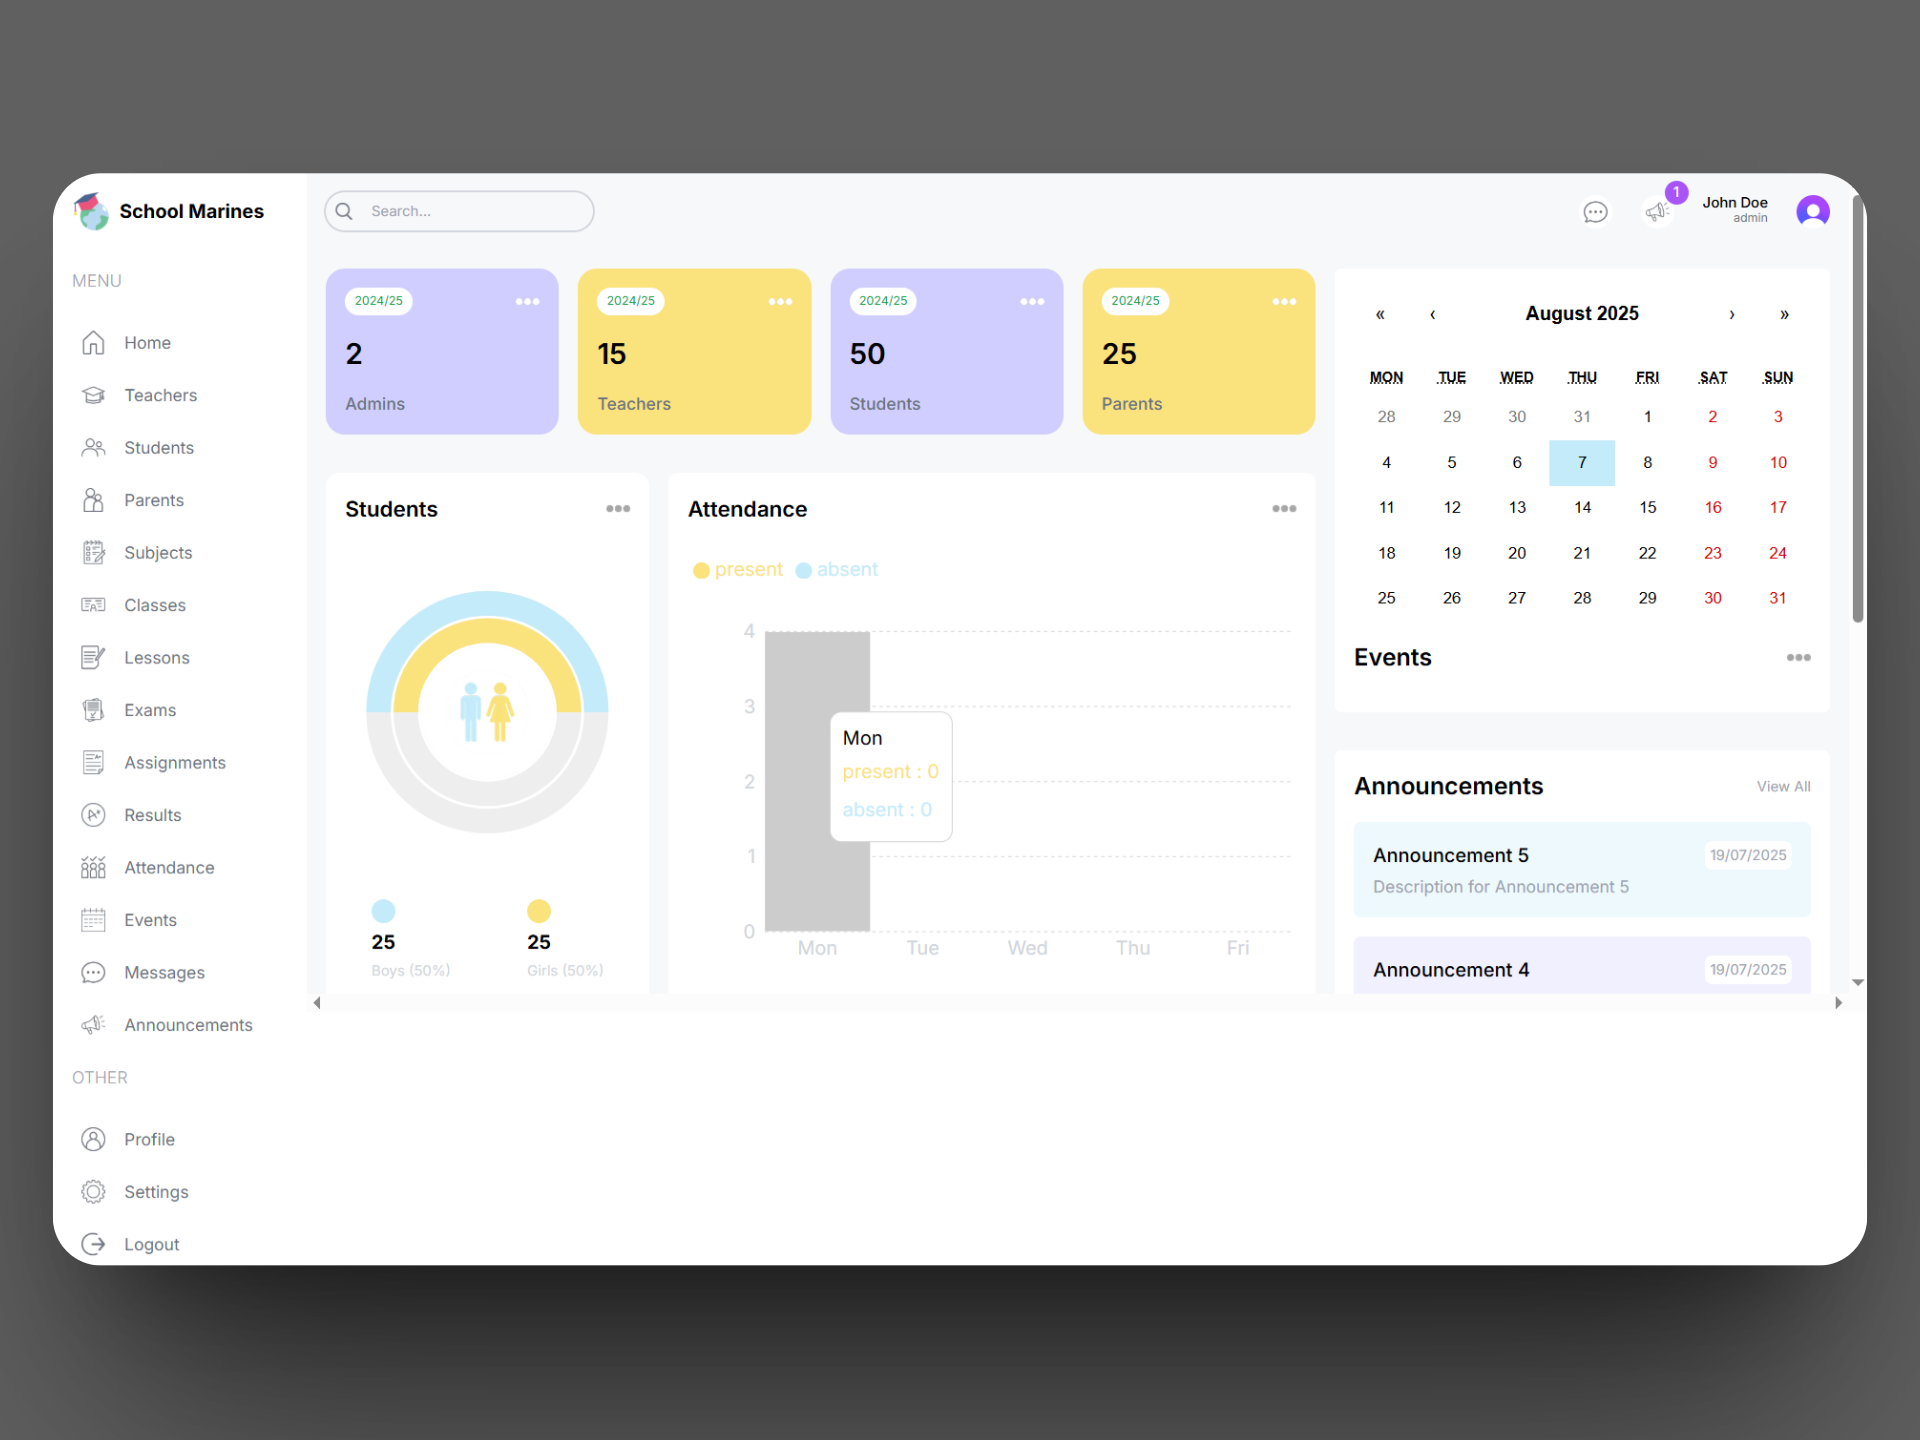 School Marines
MENU
Home
Teachers
Students
Parents
Subjects
Classes
Lessons
Exams
Assignments
Results
Attendance
Events
Messages
Announcements
OTHER
Profile
Settings
Logout
Search...
1
John Doe
admin
2024/25
2
Admins
2024/25
15
Teachers
2024/25
50
Students
2024/25
25
Parents
Students
25
Boys (50%)
25
Girls (50%)
Attendance
present absent
4
3
2
1
0
Mon
present : 0
absent : 0
Mon Tue Wed Thu Fri
« ‹ August 2025 › »
MON TUE WED THU FRI SAT SUN
28 29 30 31 1 2 3
4 5 6 7 8 9 10
11 12 13 14 15 16 17
18 19 20 21 22 23 24
25 26 27 28 29 30 31
Events
Announcements View All
Announcement 5 19/07/2025
Description for Announcement 5
Announcement 4 19/07/2025